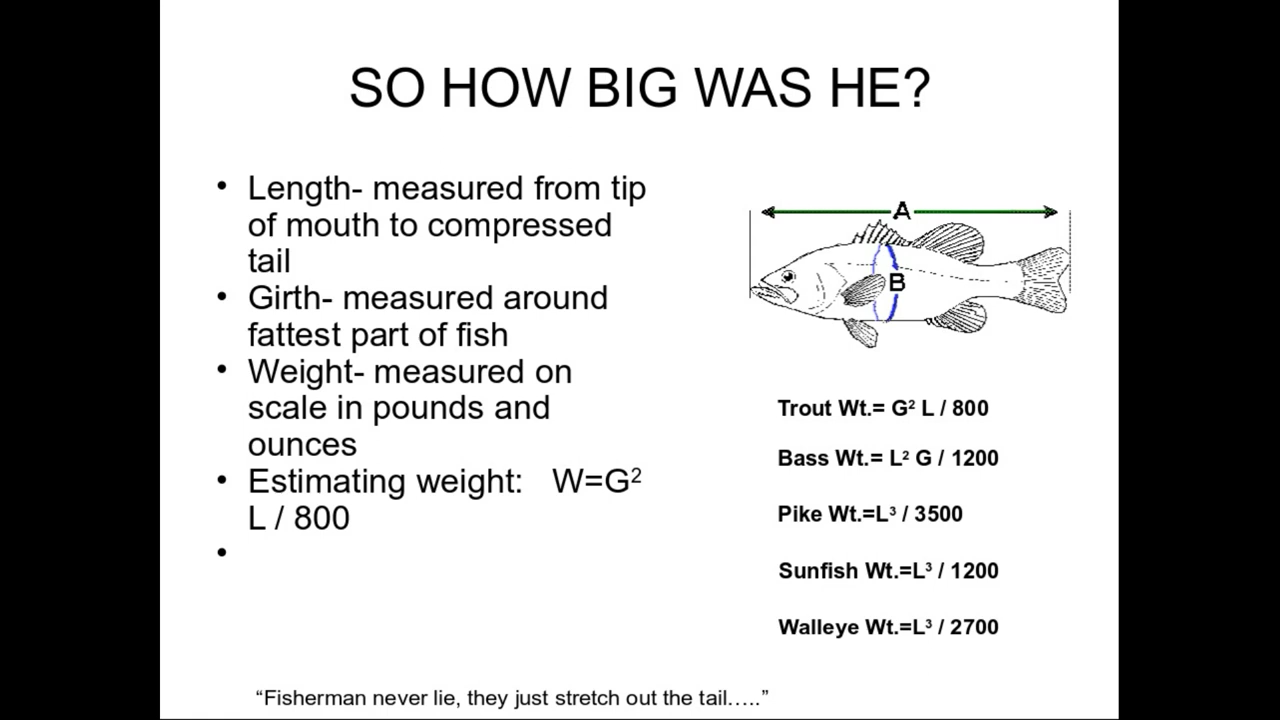 SO HOW BIG WAS HE?
• Length- measured from tip
of mouth to compressed
tail
• Girth- measured around
fattest part of fish
• Weight- measured on
scale in pounds and
ounces
• Estimating weight: W=G²
L / 800
•
A
B
Trout Wt.= G² L / 800
Bass Wt.= L² G / 1200
Pike Wt.=L³ / 3500
Sunfish Wt.=L³ / 1200
Walleye Wt.=L³ / 2700
“Fisherman never lie, they just stretch out the tail…..”